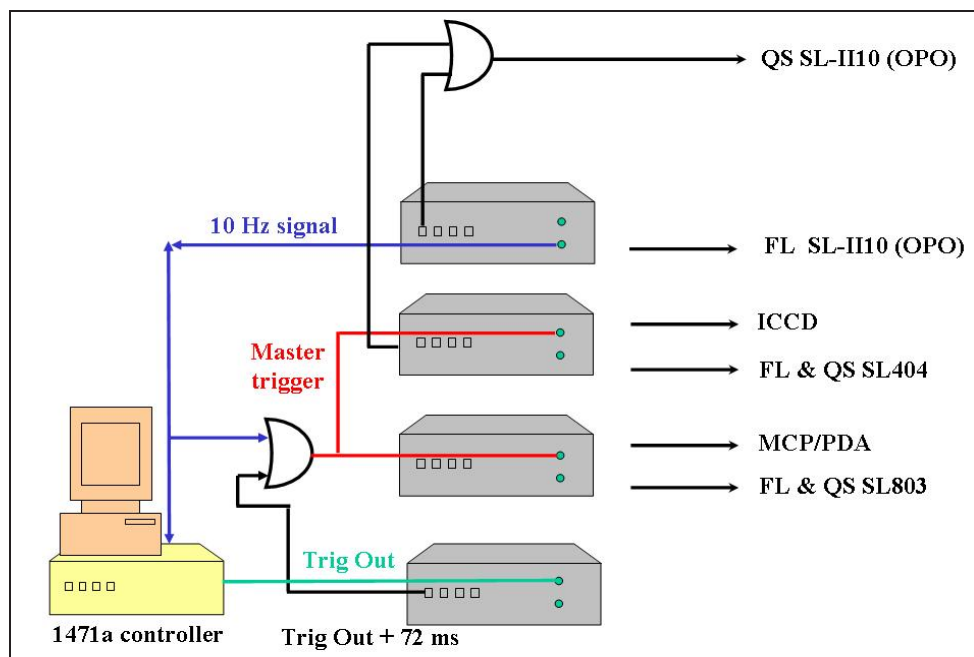 QS SL-II10 (OPO)
10 Hz signal
FL SL-II10 (OPO)
ICCD
Master
trigger
FL & QS SL404
MCP/PDA
FL & QS SL803
Trig Out
1471a controller
Trig Out + 72 ms